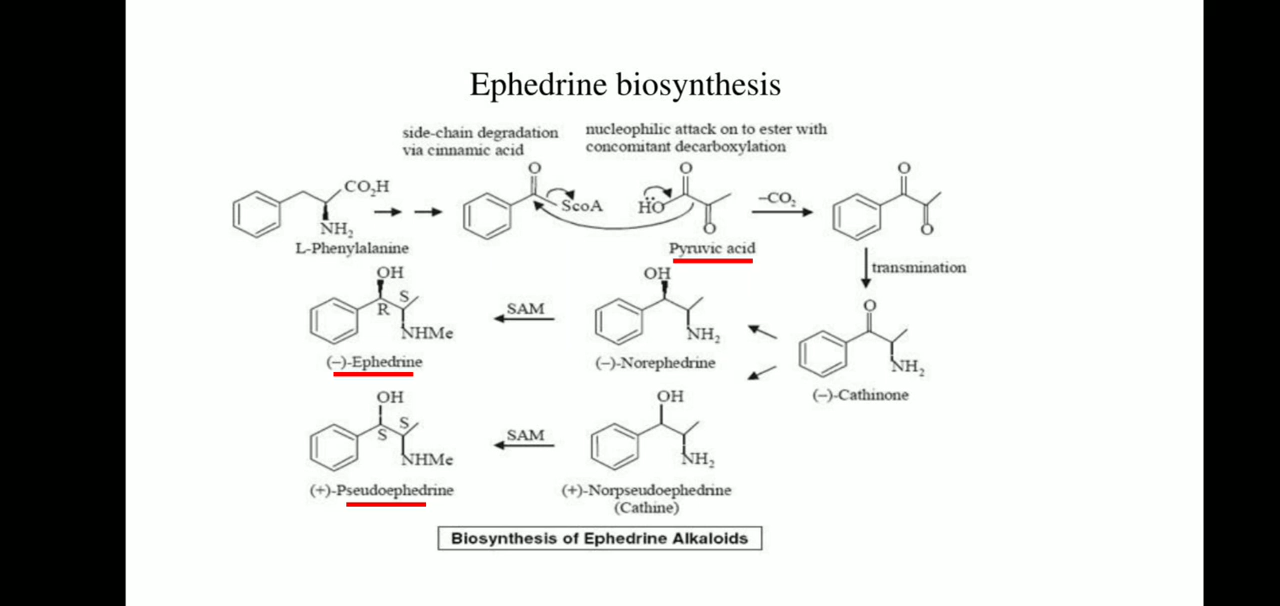 Ephedrine biosynthesis
side-chain degradation
via cinnamic acid
nucleophilic attack on to ester with
concomitant decarboxylation
O
CO₂H
NH₂
L-Phenylalanine
O
ScoA
O
HO
O
Pyruvic acid
–CO₂
O
O
transmination
OH
R
S
NHMe
(–)-Ephedrine
SAM
OH
NH₂
(–)-Norephedrine
O
NH₂
(–)-Cathinone
OH
S
S
NHMe
(+)-Pseudoephedrine
SAM
OH
NH₂
(+)-Norpseudoephedrine
(Cathine)
Biosynthesis of Ephedrine Alkaloids